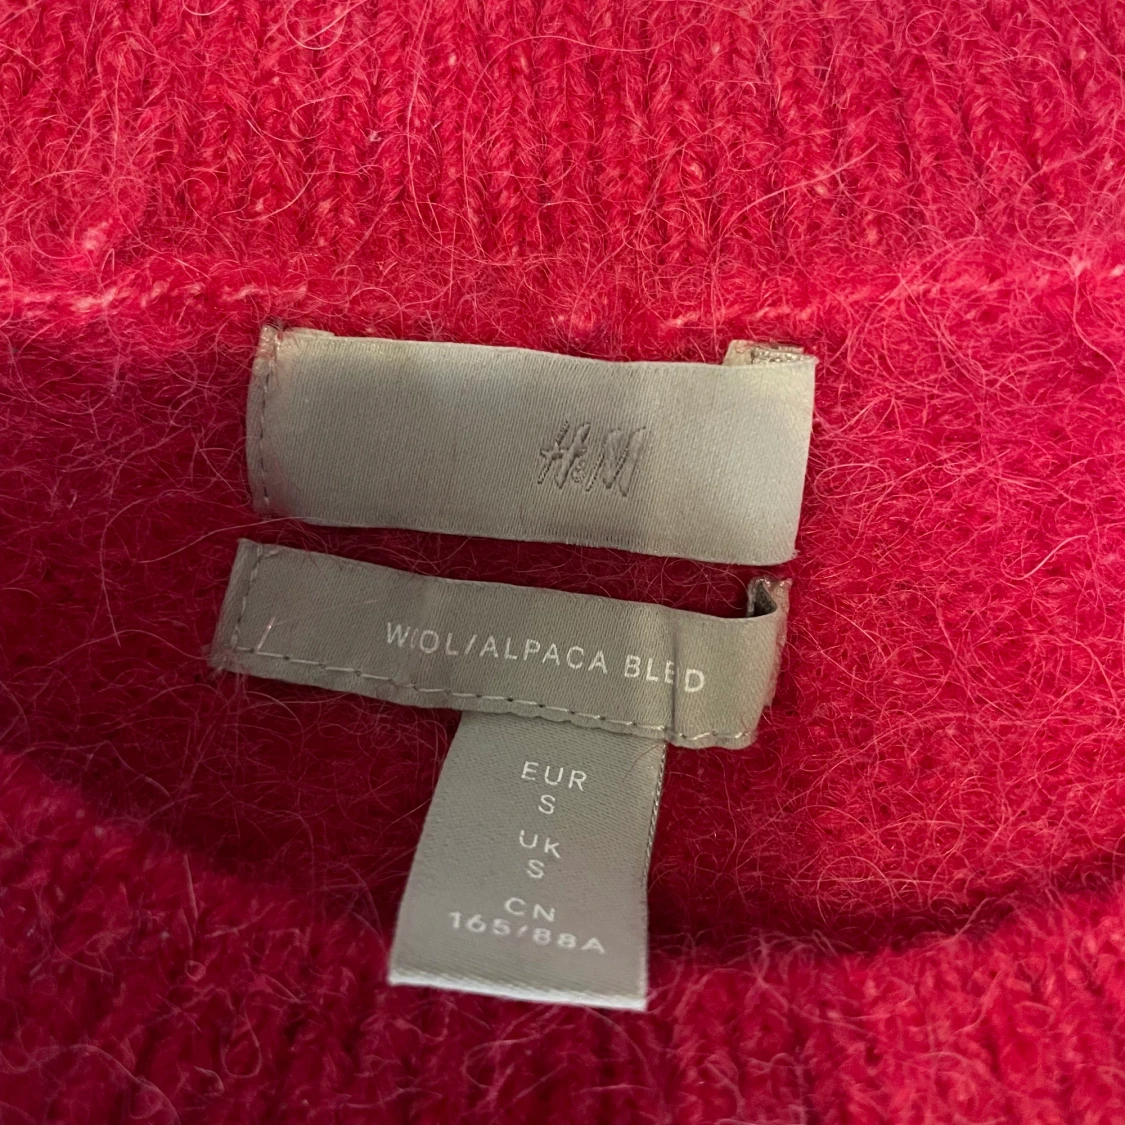 H&M
WOOL/ALPACA BLEND
EUR
S
UK
S
CN
165/88A